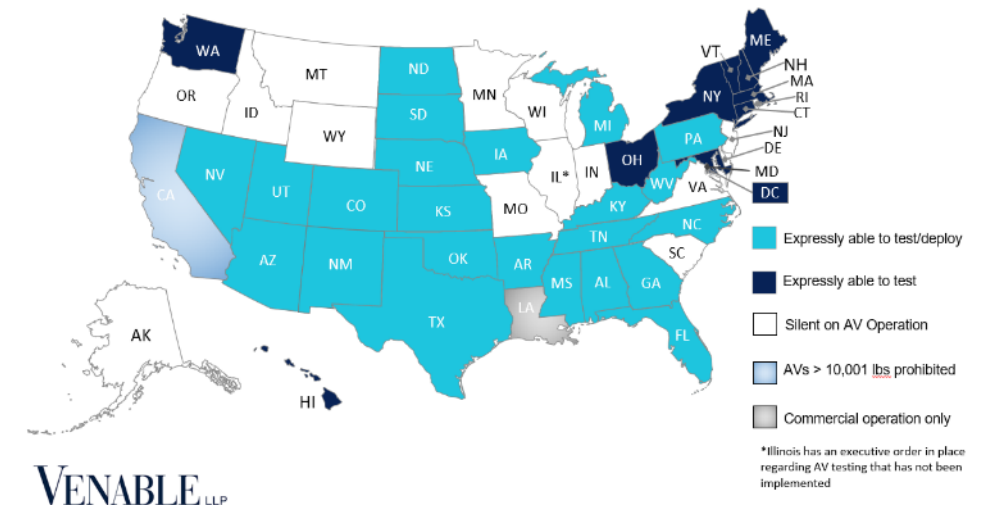 WA
ME
VT
NH
MA
RI
CT
MT
ND
MN
OR
ID
SD
WI
MI
NY
WY
NV
UT
CO
NE
IA
IL*
IN
OH
PA
NJ
DE
MD
DC
CA
KS
MO
KY
WV
VA
AZ
NM
OK
AR
TN
NC
SC
MS
AL
GA
TX
LA
FL
AK
HI
Expressly able to test/deploy
Expressly able to test
Silent on AV Operation
AVs > 10,001 lbs prohibited
Commercial operation only
*Illinois has an executive order in place
regarding AV testing that has not been
implemented
VENABLE LLP